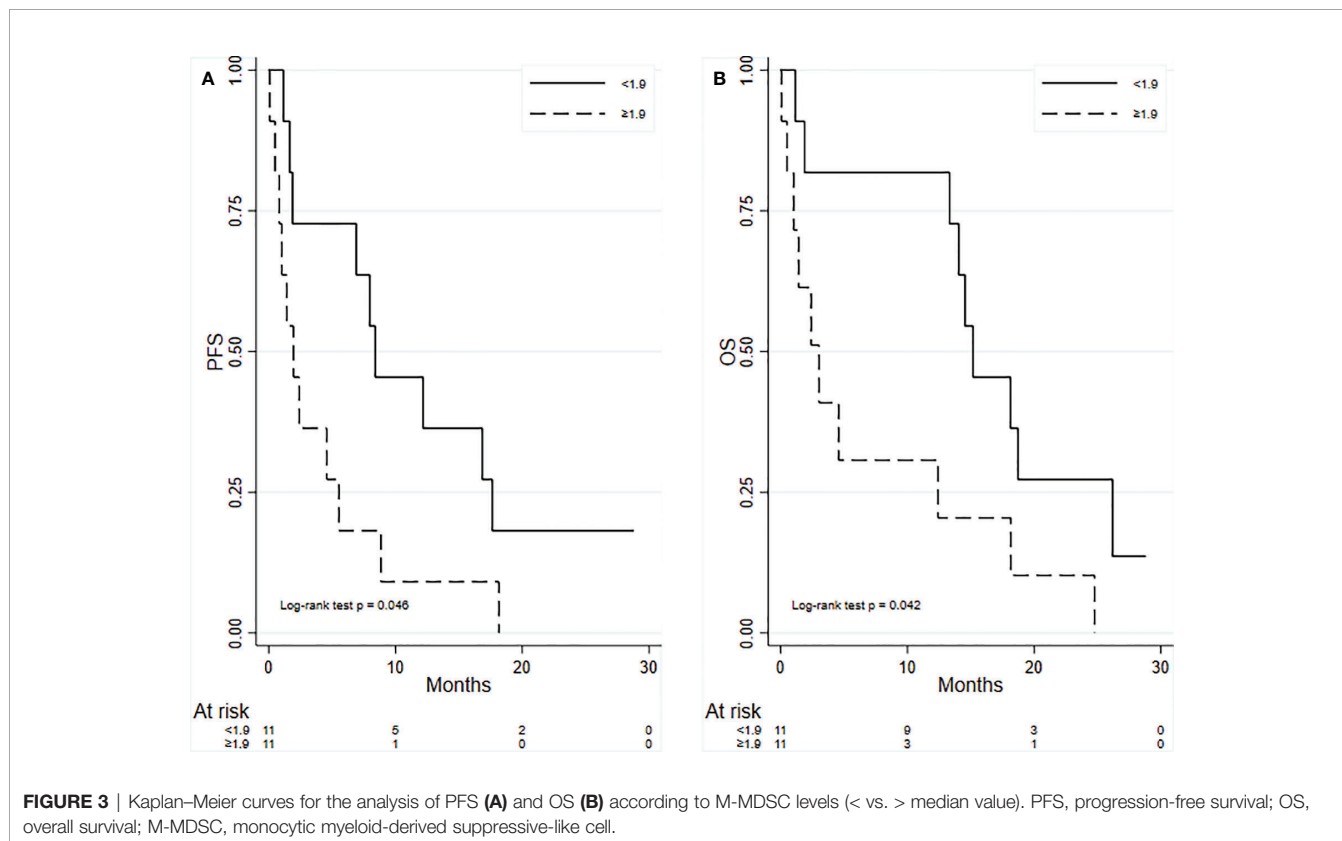 A
<1.9
≥1.9
PFS
1.00
0.75
0.50
0.25
0.00
Log-rank test p = 0.046
0 10 20 30
Months
At risk
<1.9 11 5 2 0
≥1.9 11 1 0 0
B
<1.9
≥1.9
OS
1.00
0.75
0.50
0.25
0.00
Log-rank test p = 0.042
0 10 20 30
Months
At risk
<1.9 11 9 3 0
≥1.9 11 3 1 0
FIGURE 3 | Kaplan–Meier curves for the analysis of PFS (A) and OS (B) according to M-MDSC levels (< vs. > median value). PFS, progression-free survival; OS,
overall survival; M-MDSC, monocytic myeloid-derived suppressive-like cell.